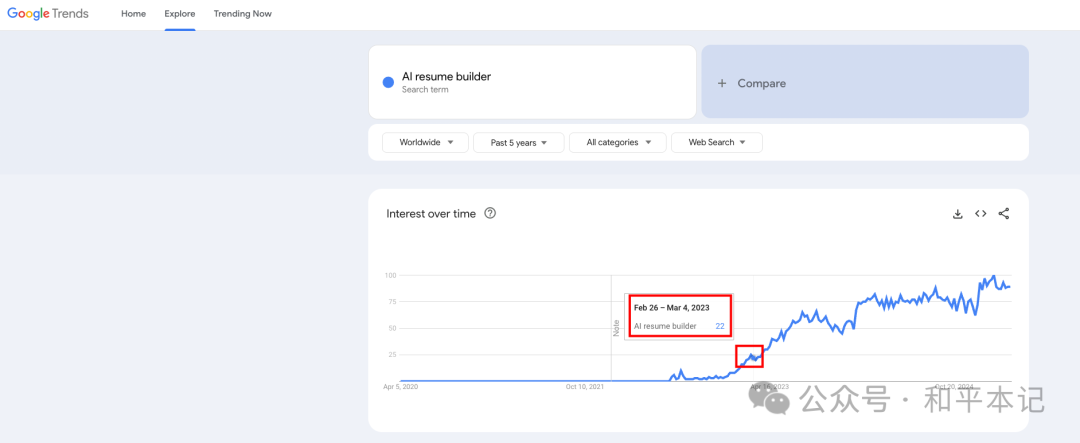 Google Trends
Home Explore Trending Now
AI resume builder
Search term
+ Compare
Worldwide Past 5 years All categories Web Search
Interest over time ?
100
75
50
25
Note
Feb 26 – Mar 4, 2023
AI resume builder 22
Apr 5, 2020 Oct 10, 2021 Apr 16, 2023 Oct 20, 2024
公众号 · 和平本记